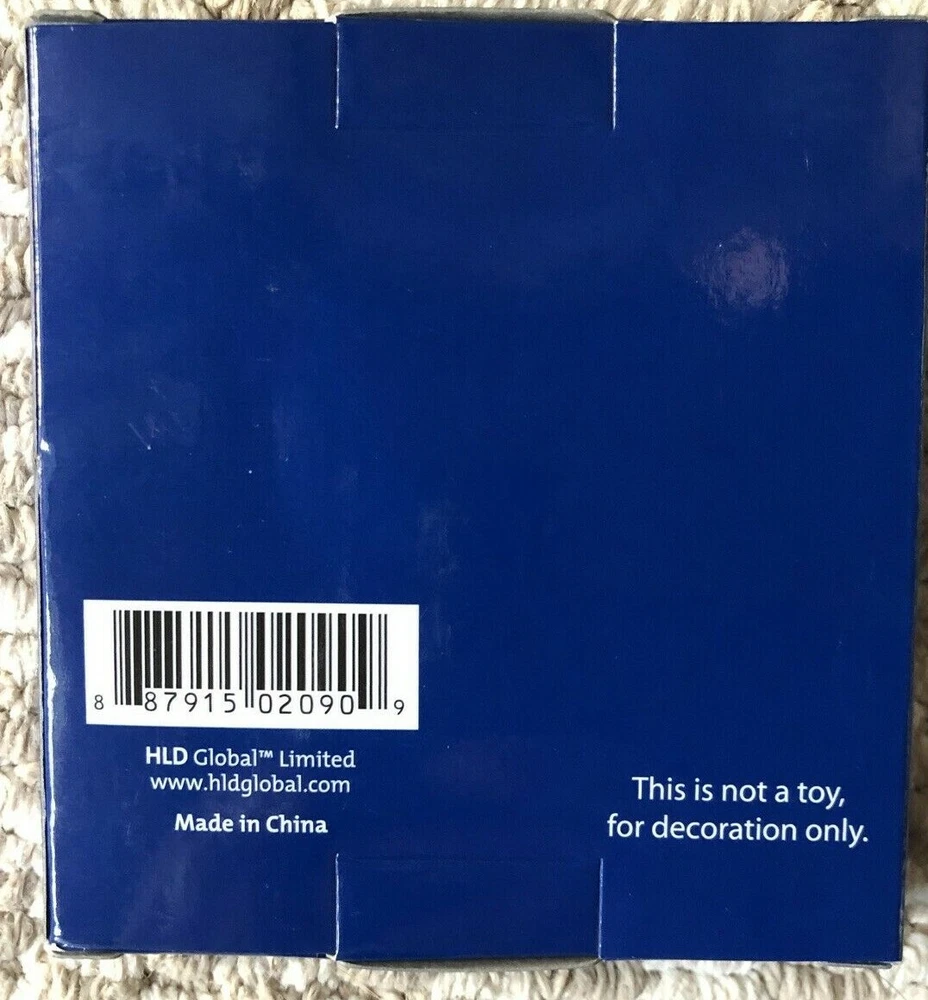 8 87915 02090 9
HLD Global™ Limited
www.hldglobal.com
Made in China
This is not a toy,
for decoration only.